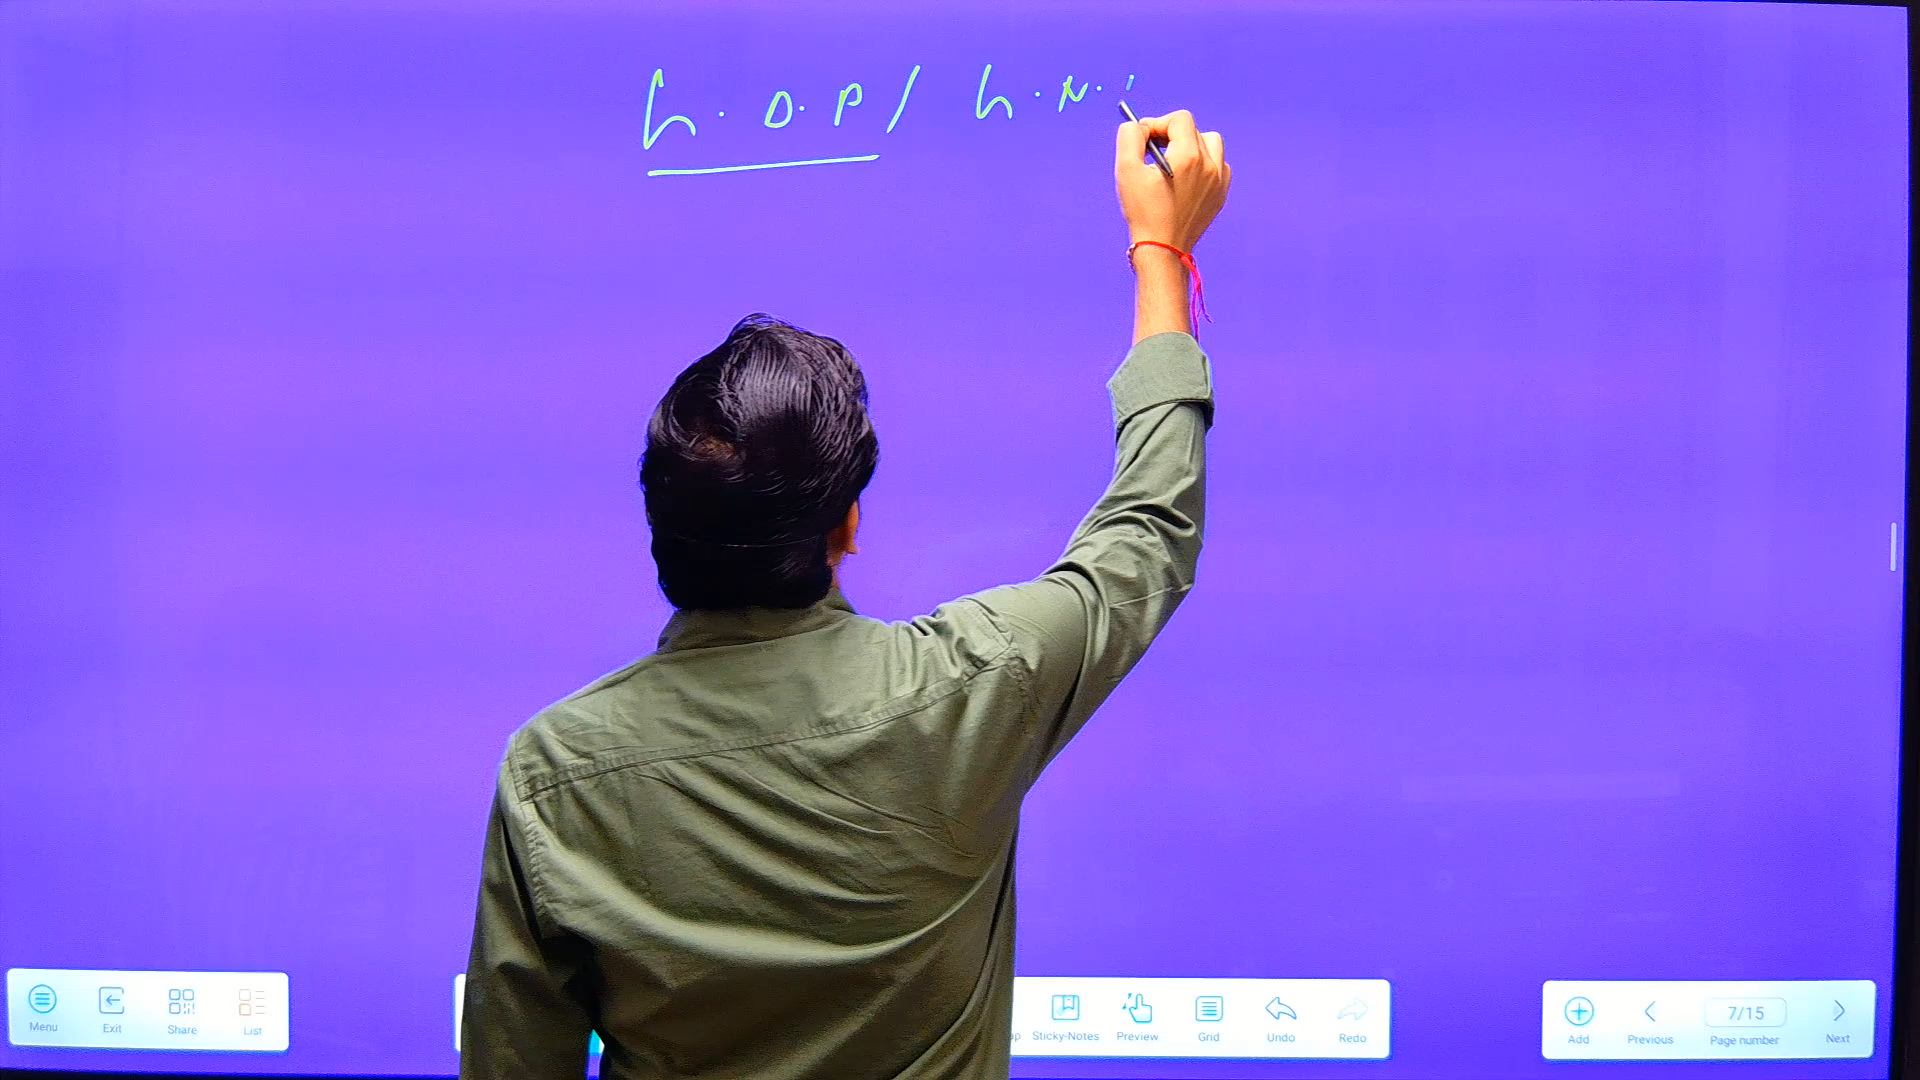 G.D.P / G.N.
Menu Exit Share List Sticky-Notes Preview Grid Undo Redo Add Previous 7/15 Page number Next